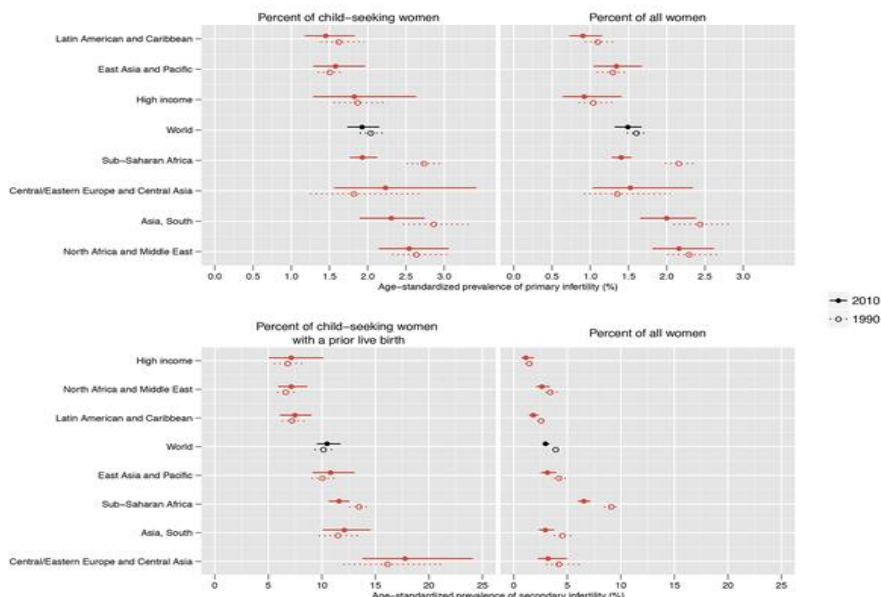 Percent of child-seeking women
Percent of all women
Latin American and Caribbean
East Asia and Pacific
High income
World
Sub-Saharan Africa
Central/Eastern Europe and Central Asia
Asia, South
North Africa and Middle East
0.0 0.5 1.0 1.5 2.0 2.5 3.0 0.0 0.5 1.0 1.5 2.0 2.5 3.0
Age-standardized prevalence of primary infertility (%)
2010
1990
Percent of child-seeking women
with a prior live birth
Percent of all women
High income
North Africa and Middle East
Latin American and Caribbean
World
East Asia and Pacific
Sub-Saharan Africa
Asia, South
Central/Eastern Europe and Central Asia
0 5 10 15 20 25 0 5 10 15 20 25
Age-standardized prevalence of secondary infertility (%)